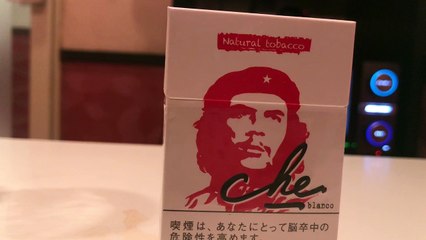 Natural tobacco
che
blanco
喫煙は、あなたにとって脳卒中の
危険性を高めます。